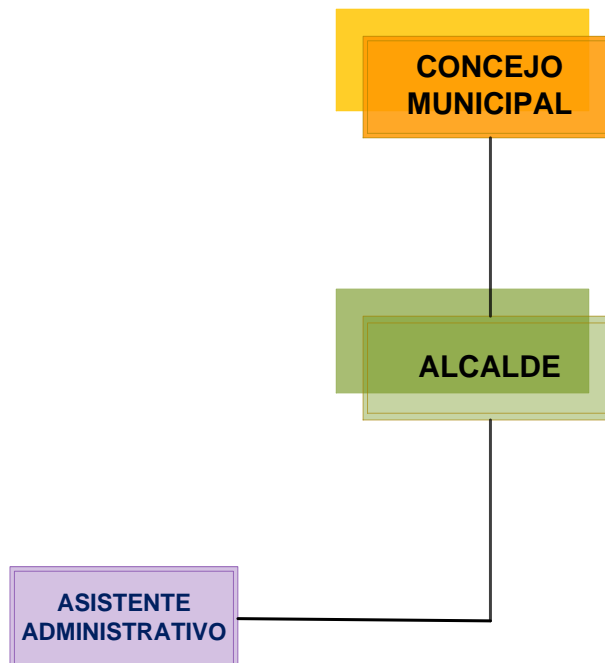 CONCEJO
MUNICIPAL
ALCALDE
ASISTENTE
ADMINISTRATIVO